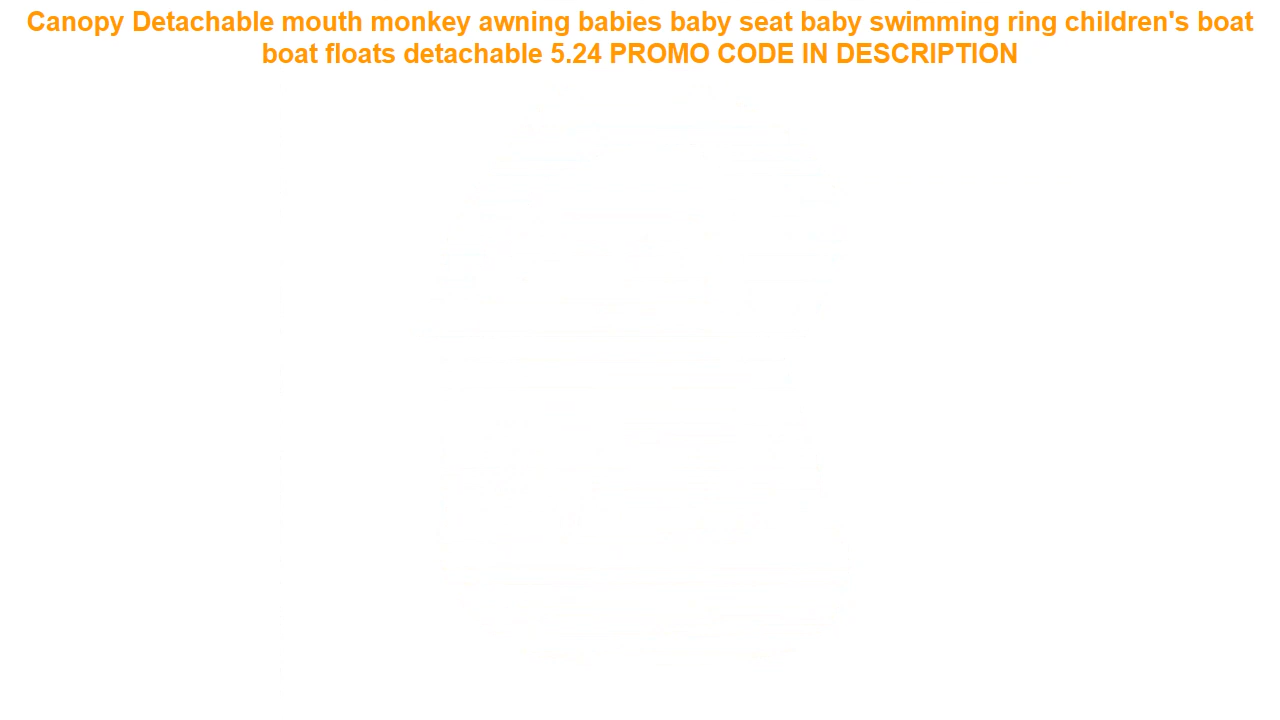 Canopy Detachable mouth monkey awning babies baby seat baby swimming ring children's boat
boat floats detachable 5.24 PROMO CODE IN DESCRIPTION